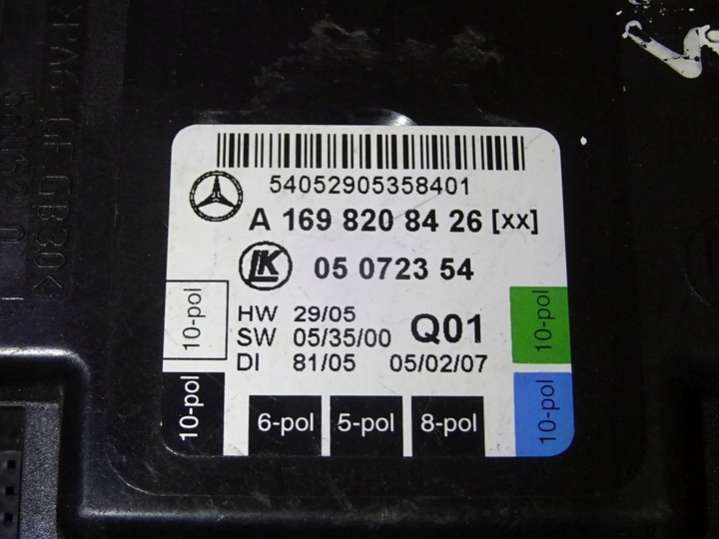 54052905358401
A 169 820 84 26 [xx]
LK 05 0723 54
HW 29/05
SW 05/35/00 Q01
DI 81/05 05/02/07
10-pol
10-pol
6-pol 5-pol 8-pol
10-pol
10-pol